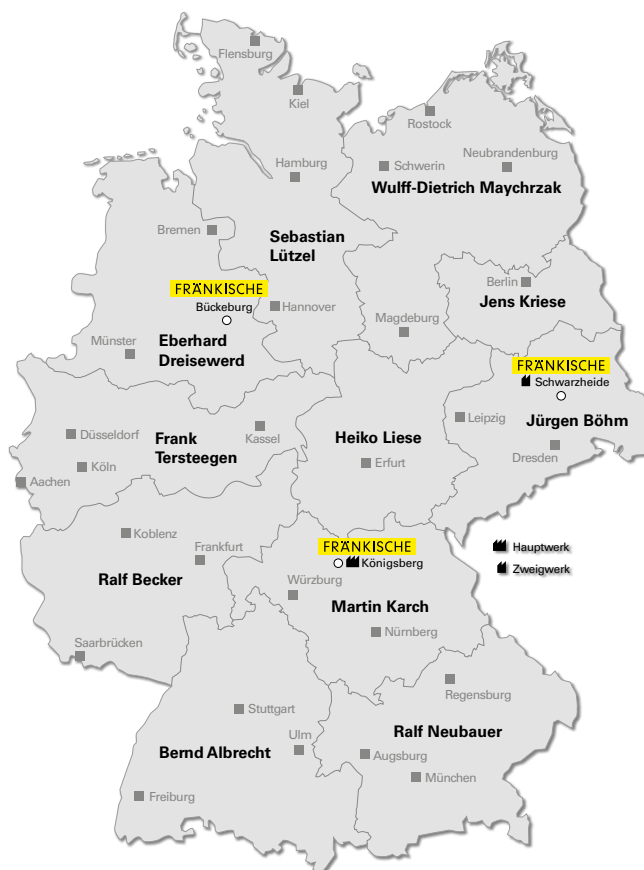 Flensburg
Kiel
Rostock
Hamburg
Schwerin
Neubrandenburg
Wulff-Dietrich Maychrzak
Bremen
Sebastian
Lützel
Berlin
Jens Kriese
FRÄNKISCHE
Bückeburg
Hannover
Magdeburg
Münster
Eberhard
Dreisewerd
FRÄNKISCHE
Schwarzheide
Jürgen Böhm
Leipzig
Dresden
Düsseldorf
Kassel
Frank
Tersteegen
Köln
Aachen
Heiko Liese
Erfurt
Koblenz
Frankfurt
Ralf Becker
FRÄNKISCHE
Königsberg
Hauptwerk
Zweigwerk
Würzburg
Martin Karch
Nürnberg
Saarbrücken
Regensburg
Stuttgart
Ulm
Ralf Neubauer
Bernd Albrecht
Augsburg
München
Freiburg